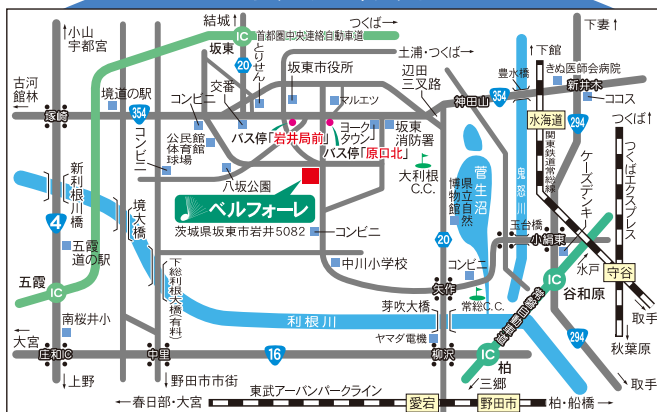 ↑小山
宇都宮
結城↑
つくば→
下妻↑
IC
首都圏中央連絡自動車道
坂東
20
とりせん
土浦・つくば→
↑下館
古河
館林
境道の駅
交番
坂東市役所
辺田
三叉路
豊水橋
きぬ医師会病院
354
新井木
コンビニ
マルエツ
神田山
ココス
塚崎
354
水海道
294
バス停「岩井局前」
ヨーク
タウン
坂東
消防署
コンビニ
公民館
体育館
球場
バス停「原口北」
関東鉄道常総線
つくば↑
つくばエクスプレス
ケーズデンキ
大利根
C.C.
菅生沼
鬼怒川
八坂公園
新利根川橋
境大橋
ベルフォーレ
県立自然
博物館
玉台橋
4
茨城県坂東市岩井5082
コンビニ
20
小絹東
五霞
道の駅
水戸
守谷
中川小学校
コンビニ
IC
谷和原
五霞
IC
下総利根大橋(有料)
矢作
常総C.C.
芽吹大橋
常磐自動車道
取手
南桜井小
利根川
294
大宮
ヤマダ電機
秋葉原
庄和IC
中里
16
柳沢
IC
柏
取手
↓上野
↓野田市市街
三郷
←春日部・大宮
東武アーバンパークライン
愛宕
野田市
柏・船橋→